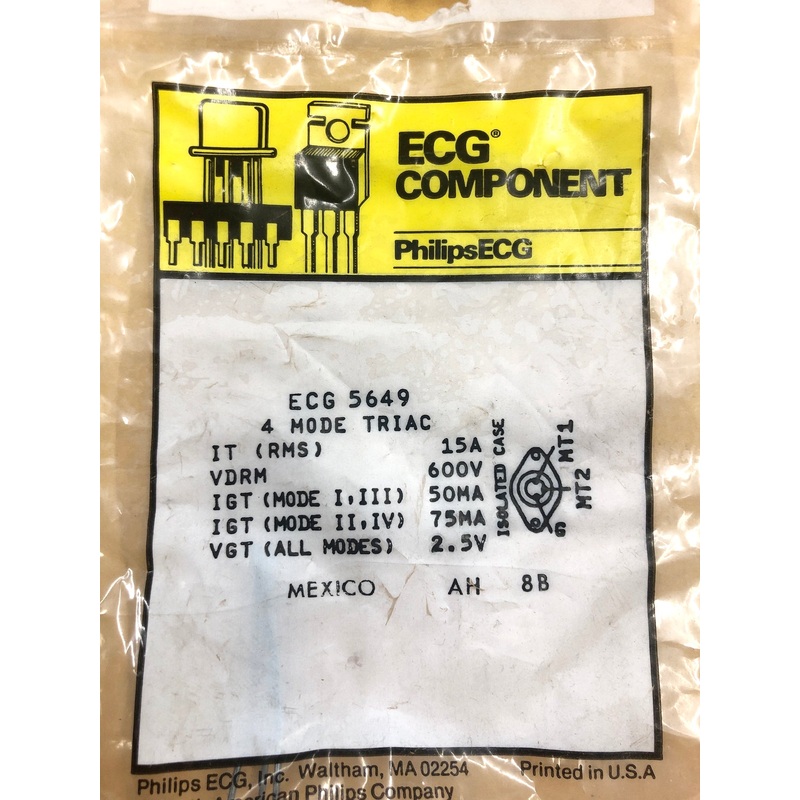 ECG®
COMPONENT
PhilipsECG
ECG 5649
4 MODE TRIAC
IT (RMS) 15A
VDRM 600V
IGT (MODE I,III) 50MA
IGT (MODE II,IV) 75MA
VGT (ALL MODES) 2.5V
ISOLATED CASE
MT1
MT2
G
MEXICO AH 8B
Philips ECG, Inc. Waltham, MA 02254 Printed in U.S.A
American Philips Company